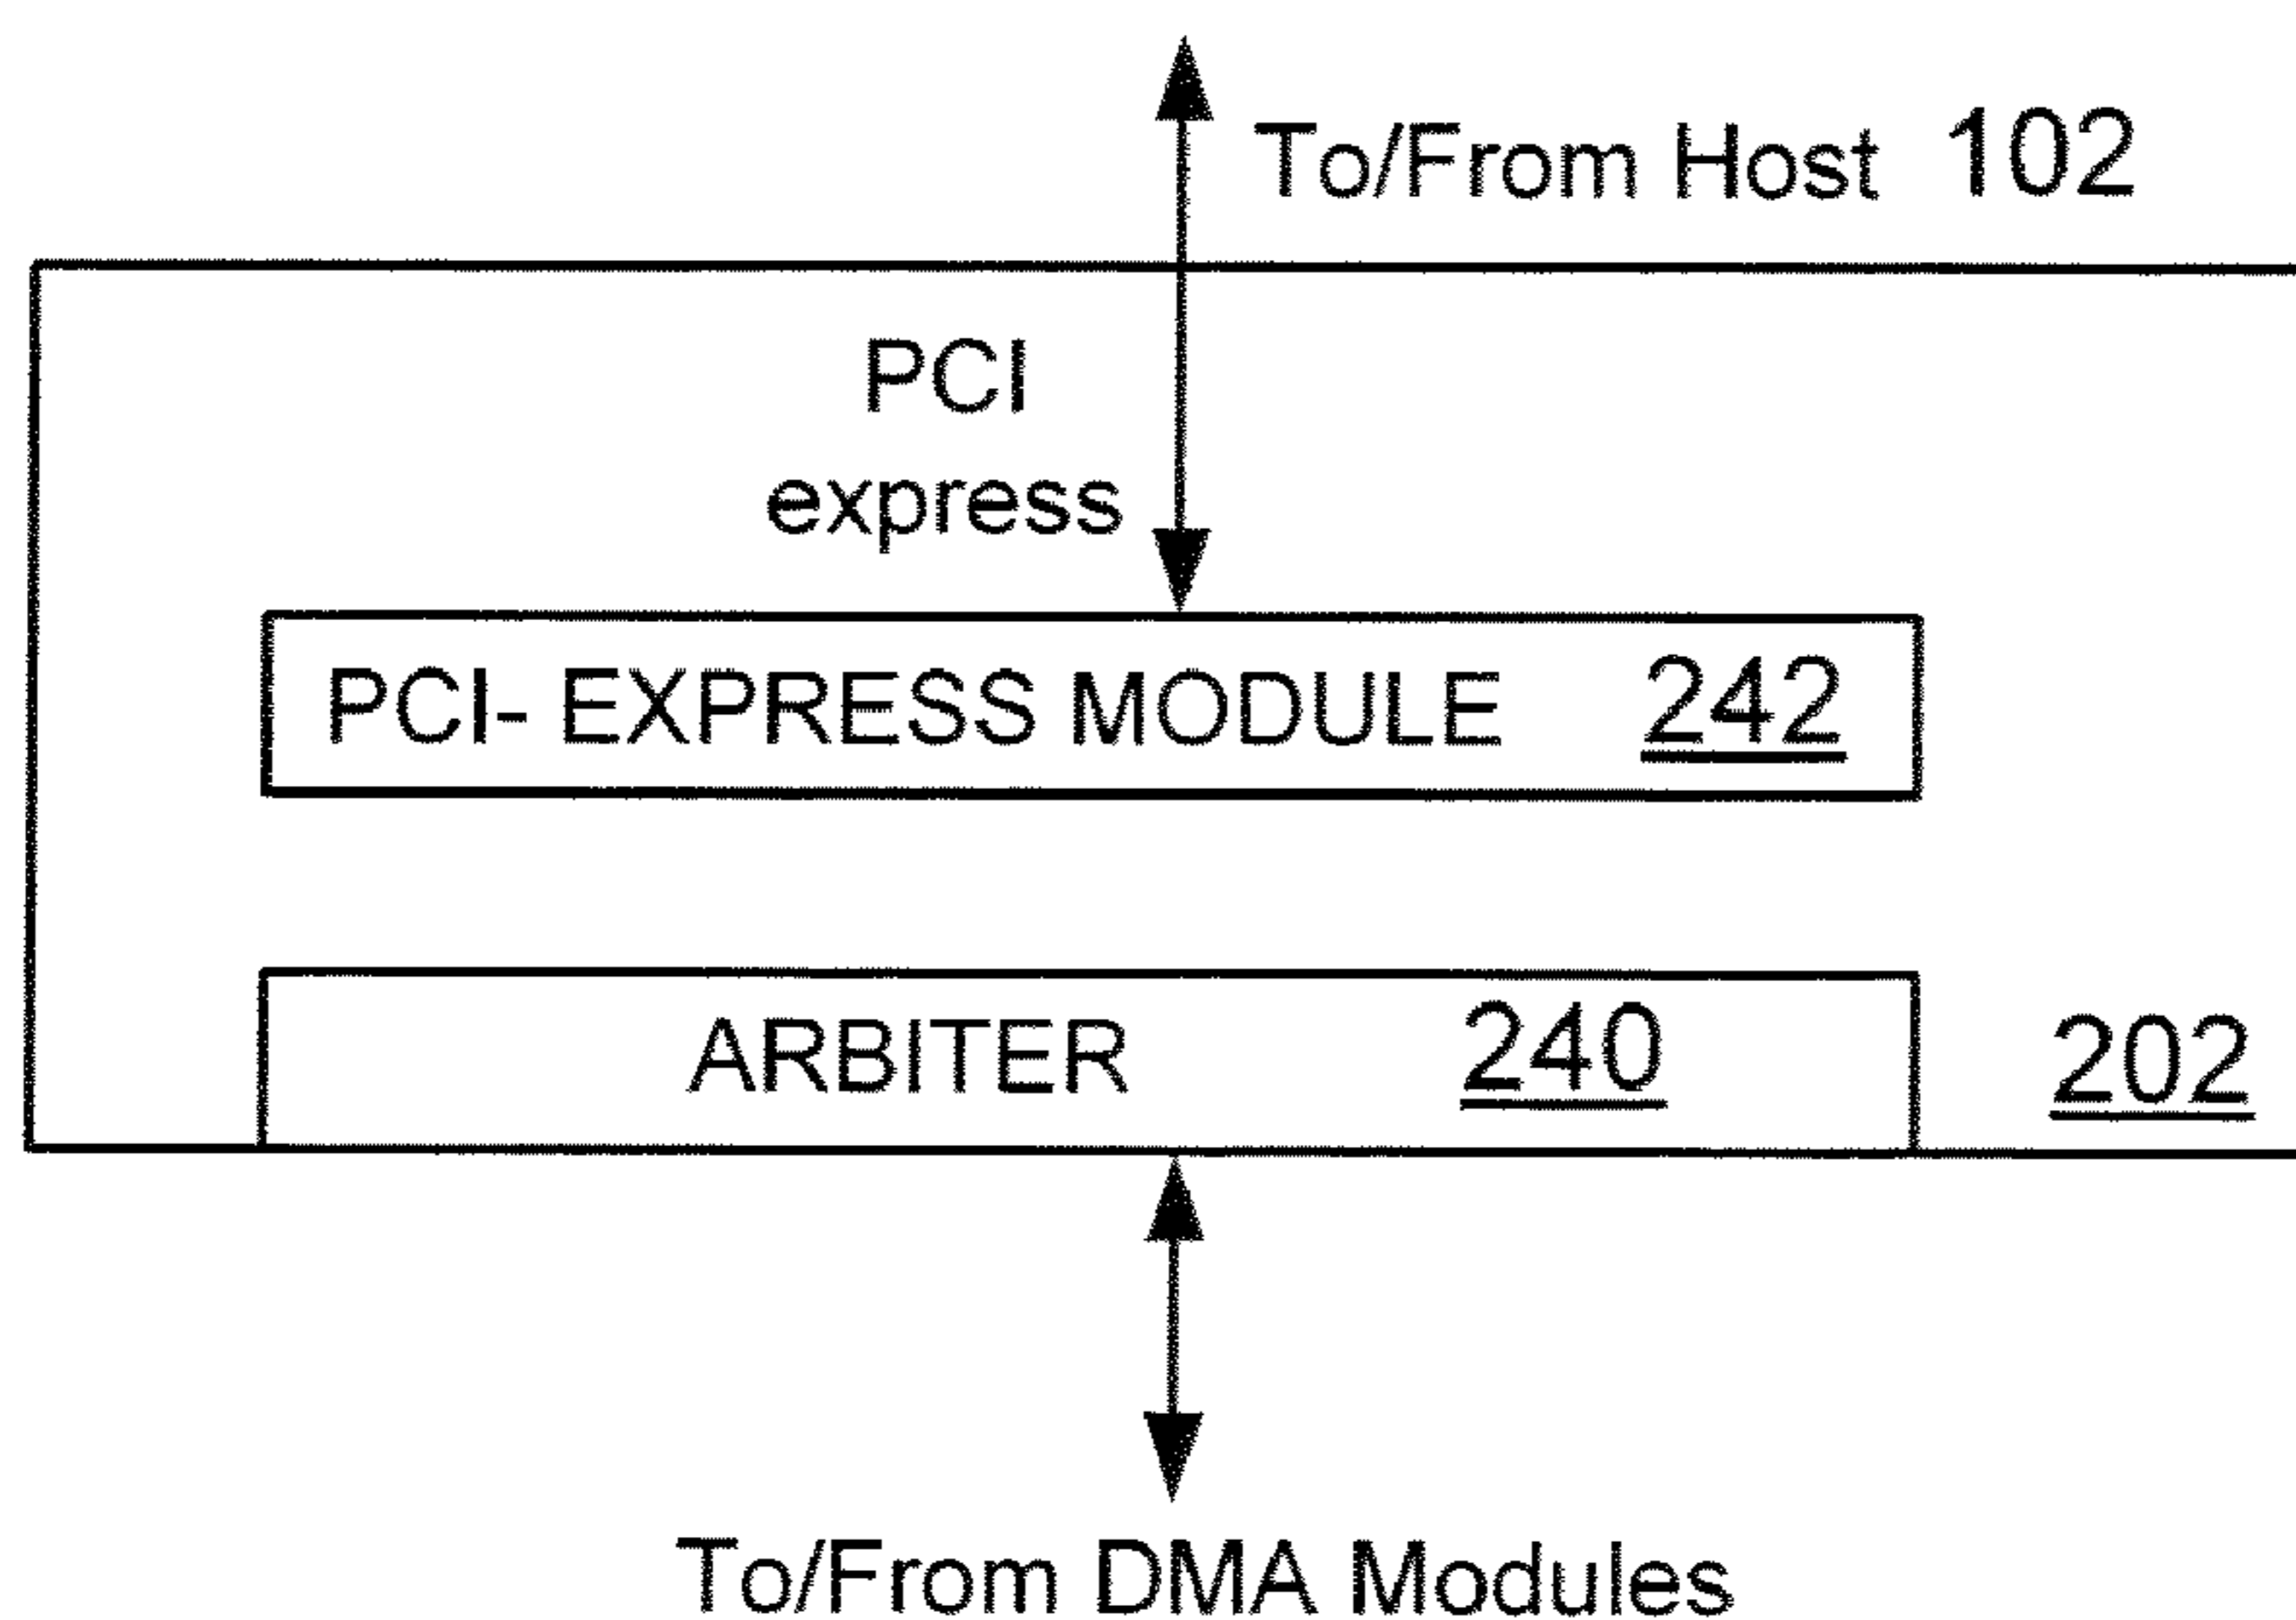 To/From Host 102
PCI
express
PCI- EXPRESS MODULE 242
ARBITER 240
202
To/From DMA Modules